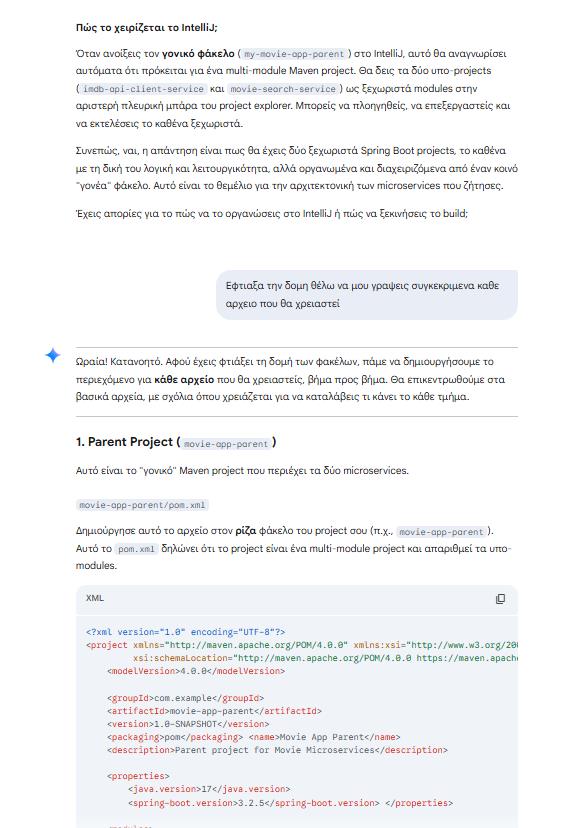 Πώς το χειρίζεται το IntelliJ;
Όταν ανοίξεις τον γονικό φάκελο ( my-movie-app-parent ) στο IntelliJ, αυτό θα αναγνωρίσει
αυτόματα ότι πρόκειται για ένα multi-module Maven project. Θα δεις τα δύο υπο-projects
( imdb-api-client-service και movie-search-service ) ως ξεχωριστά modules στην
αριστερή πλευρική μπάρα του project explorer. Μπορείς να πλοηγηθείς, να επεξεργαστείς και
να εκτελέσεις το καθένα ξεχωριστά.
Συνεπώς, ναι, η απάντηση είναι πως θα έχεις δύο ξεχωριστά Spring Boot projects, το καθένα
με τη δική του λογική και λειτουργικότητα, αλλά οργανωμένα και διαχειριζόμενα από έναν κοινό
"γονέα" φάκελο. Αυτό είναι το θεμέλιο για την αρχιτεκτονική των microservices που ζήτησες.
Έχεις απορίες για το πώς να το οργανώσεις στο IntelliJ ή πώς να ξεκινήσεις το build;
Εφτιαξα την δομη θέλω να μου γραψεις συγκεκριμενα καθε
αρχειο που θα χρειαστεί
Ωραία! Κατανοητό. Αφού έχεις φτιάξει τη δομή των φακέλων, πάμε να δημιουργήσουμε το
περιεχόμενο για κάθε αρχείο που θα χρειαστείς, βήμα προς βήμα. Θα επικεντρωθούμε στα
βασικά αρχεία, με σχόλια όπου χρειάζεται για να καταλάβεις τι κάνει το κάθε τμήμα.
1. Parent Project ( movie-app-parent )
Αυτό είναι το "γονικό" Maven project που περιέχει τα δύο microservices.
movie-app-parent/pom.xml
Δημιούργησε αυτό το αρχείο στον ρίζα φάκελο του project σου (π.χ., movie-app-parent ).
Αυτό το pom.xml δηλώνει ότι το project είναι ένα multi-module project και απαριθμεί τα υπο-
modules.
XML
<?xml version="1.0" encoding="UTF-8"?>
<project xmlns="http://maven.apache.org/POM/4.0.0" xmlns:xsi="http://www.w3.org/200
xsi:schemaLocation="http://maven.apache.org/POM/4.0.0 https://maven.apache.
<modelVersion>4.0.0</modelVersion>
<groupId>com.example</groupId>
<artifactId>movie-app-parent</artifactId>
<version>1.0-SNAPSHOT</version>
<packaging>pom</packaging> <name>Movie App Parent</name>
<description>Parent project for Movie Microservices</description>
<properties>
<java.version>17</java.version>
<spring-boot.version>3.2.5</spring-boot.version> </properties>